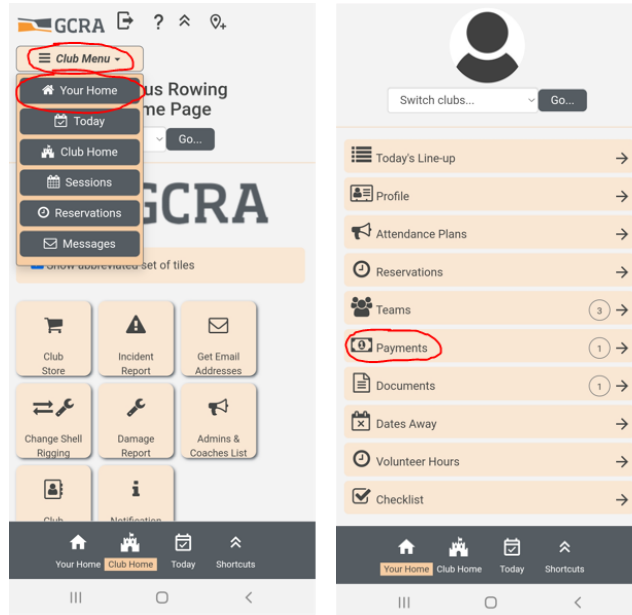 GCRA
?
Club Menu
Your Home
Today
Club Home
Sessions
Reservations
Messages
us Rowing
me Page
Go...
GCRA
Show abbreviated set of tiles
Club
Store
Incident
Report
Get Email
Addresses
Change Shell
Rigging
Damage
Report
Admins &
Coaches List
Club
Notification
Your Home Club Home Today Shortcuts
Switch clubs... Go...
Today's Line-up
Profile
Attendance Plans
Reservations
Teams 3
Payments 1
Documents 1
Dates Away
Volunteer Hours
Checklist
Your Home Club Home Today Shortcuts